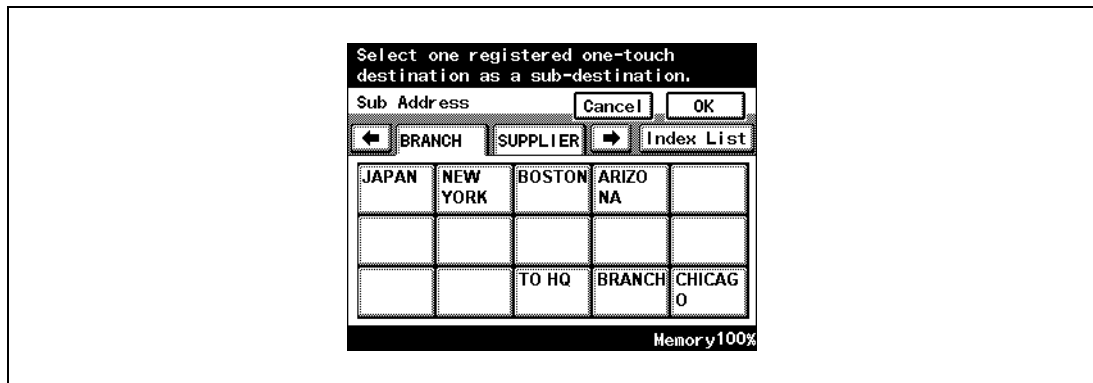 Select one registered one-touch
destination as a sub-destination.
Sub Address Cancel OK
← BRANCH SUPPLIER → Index List
JAPAN NEW YORK BOSTON ARIZO NA
TO HQ BRANCH CHICAG O
Memory100%